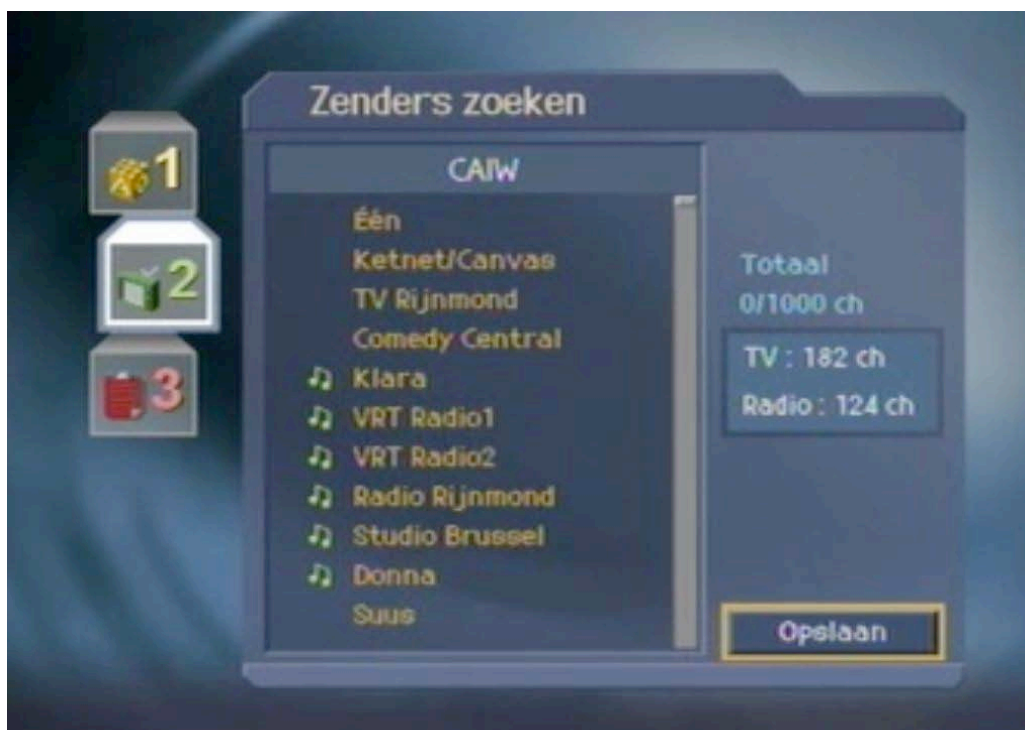 Zenders zoeken
1
CAIW
Één
2
Ketnet/Canvas
Totaal
TV Rijnmond
0/1000 ch
Comedy Central
TV : 182 ch
3
Klara
Radio : 124 ch
VRT Radio1
VRT Radio2
Radio Rijnmond
Studio Brussel
Donna
Suus
Opslaan